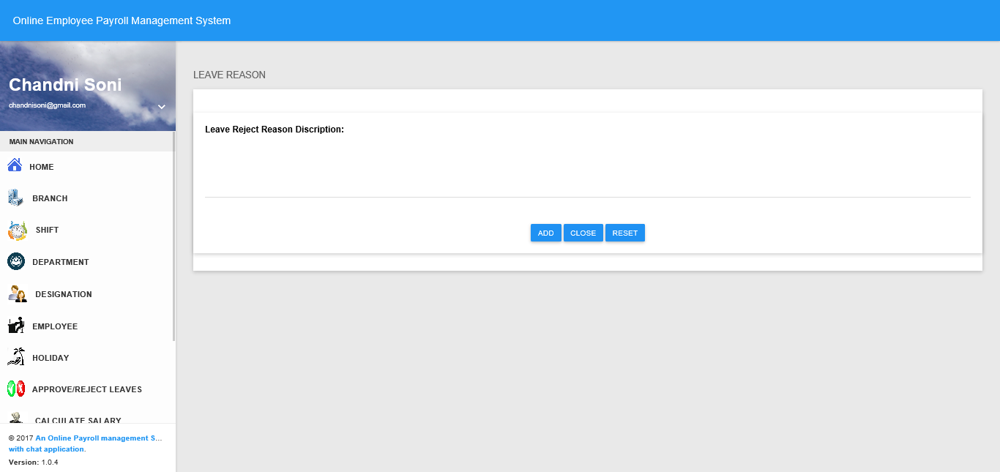 Online Employee Payroll Management System
Chandni Soni
chandnisoni@gmail.com
MAIN NAVIGATION
HOME
BRANCH
SHIFT
DEPARTMENT
DESIGNATION
EMPLOYEE
HOLIDAY
APPROVE/REJECT LEAVES
CALCULATE SALARY
© 2017 An Online Payroll management S...
with chat application.
Version: 1.0.4
LEAVE REASON
Leave Reject Reason Discription:
ADD CLOSE RESET